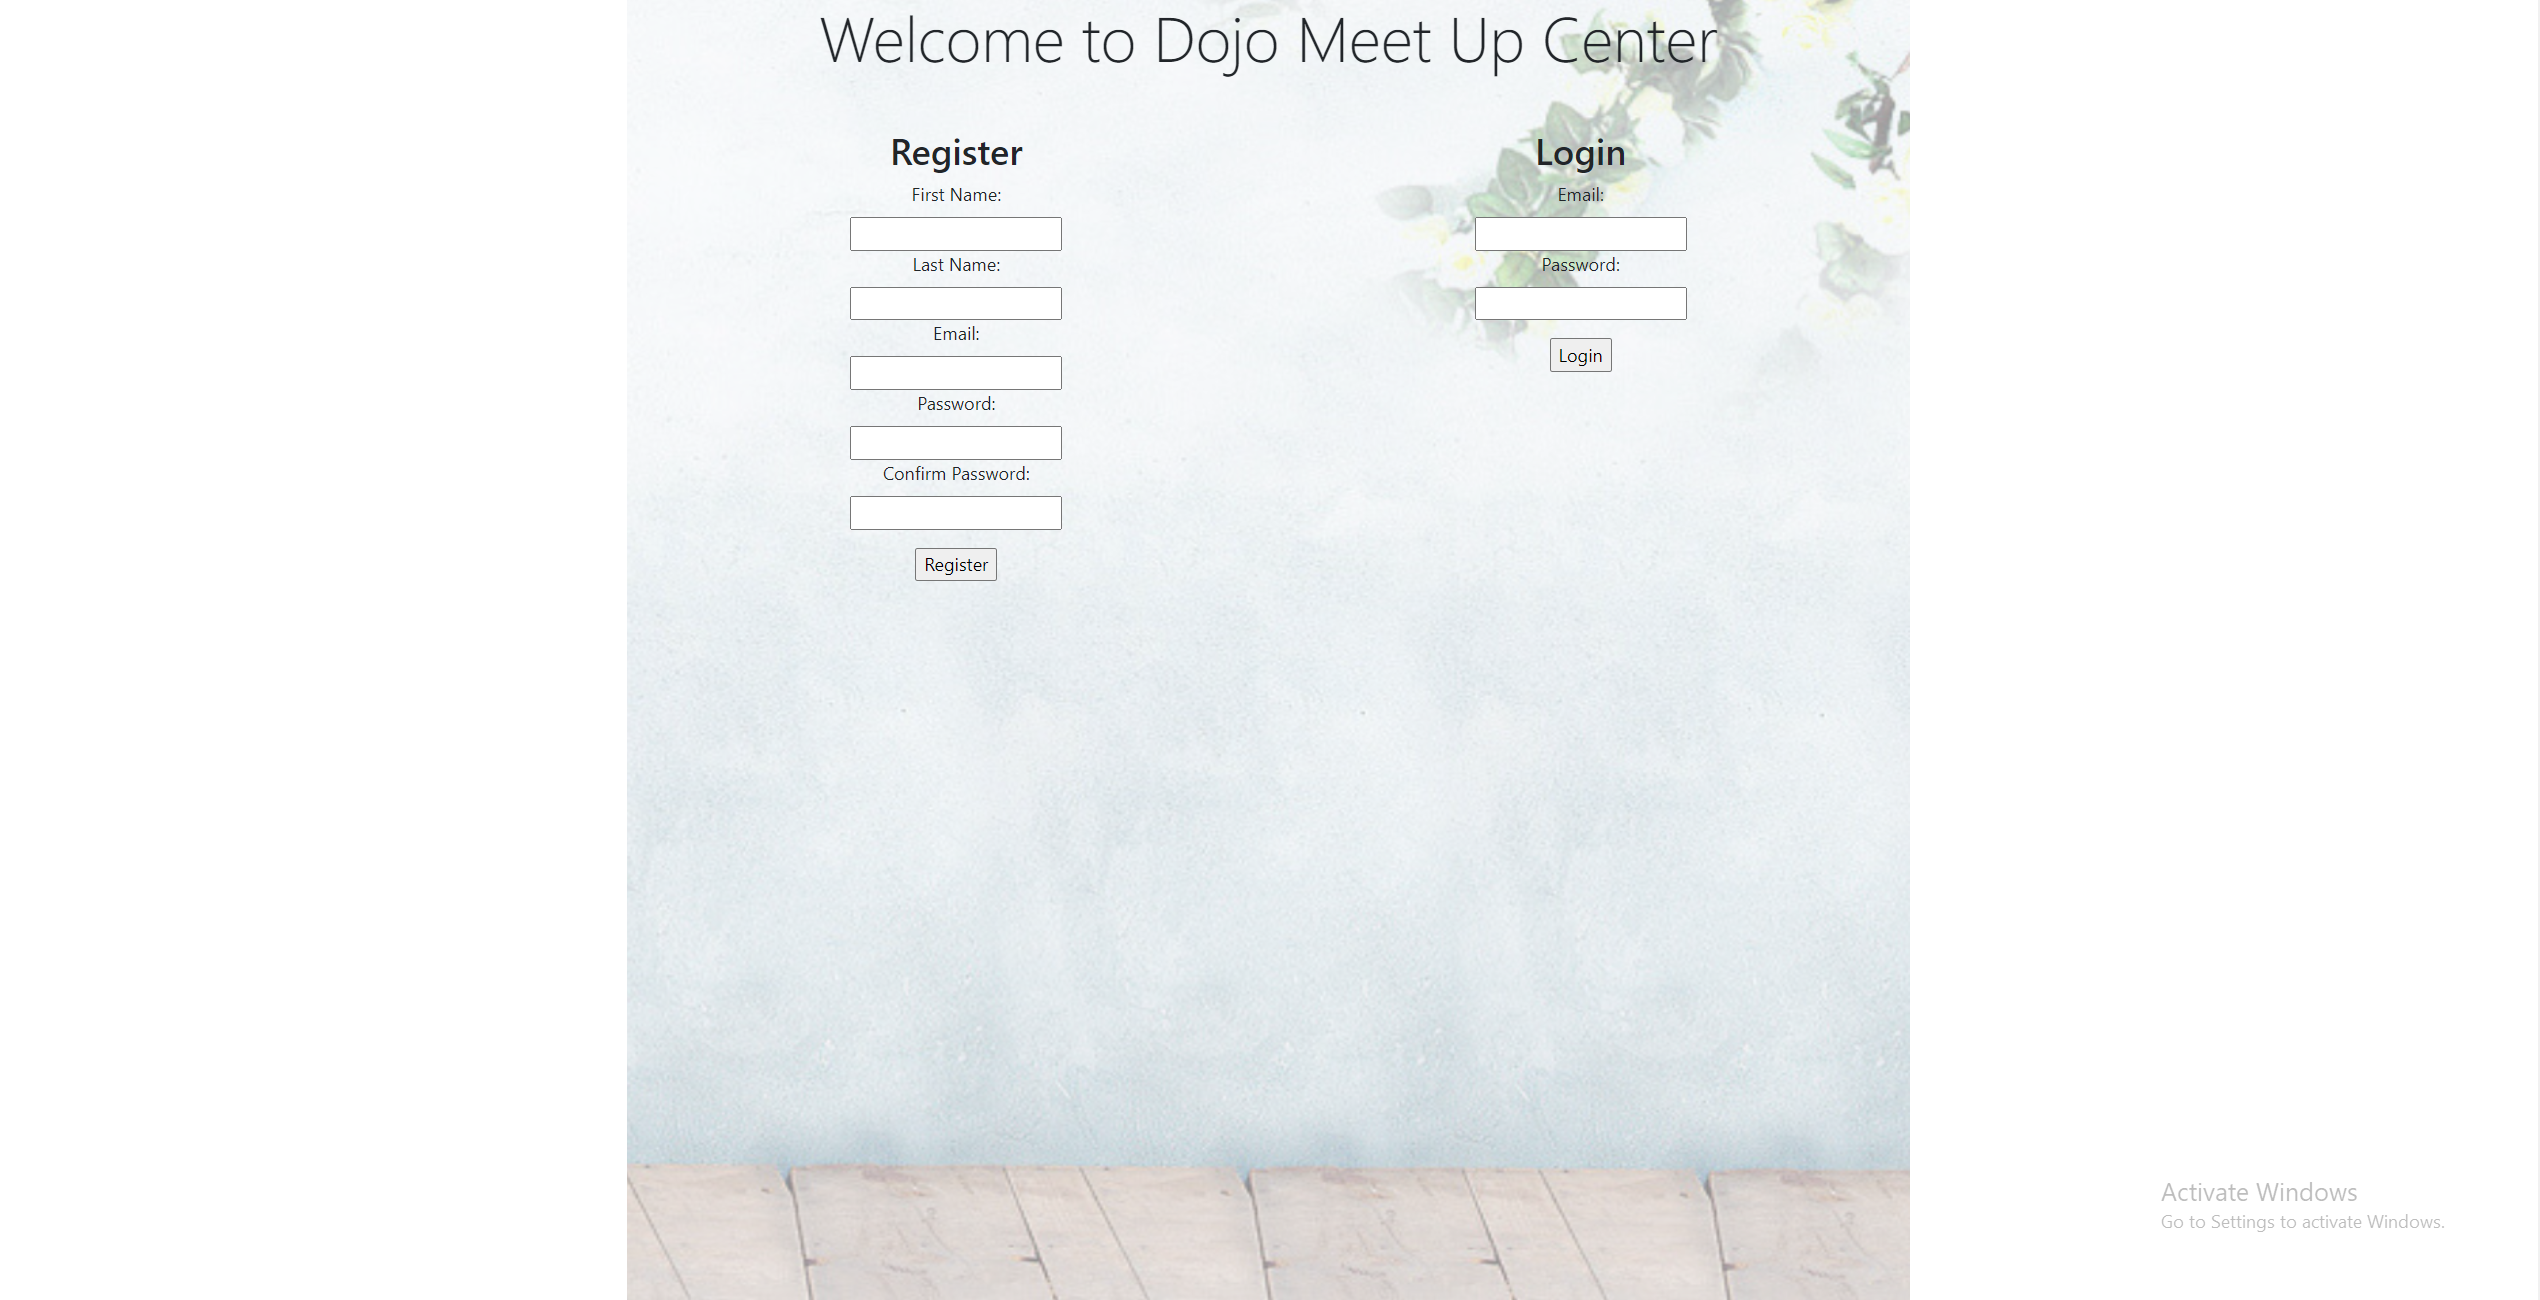 Welcome to Dojo Meet Up Center
Register
First Name:
Last Name:
Email:
Password:
Confirm Password:
Register
Login
Email:
Password:
Login
Activate Windows
Go to Settings to activate Windows.